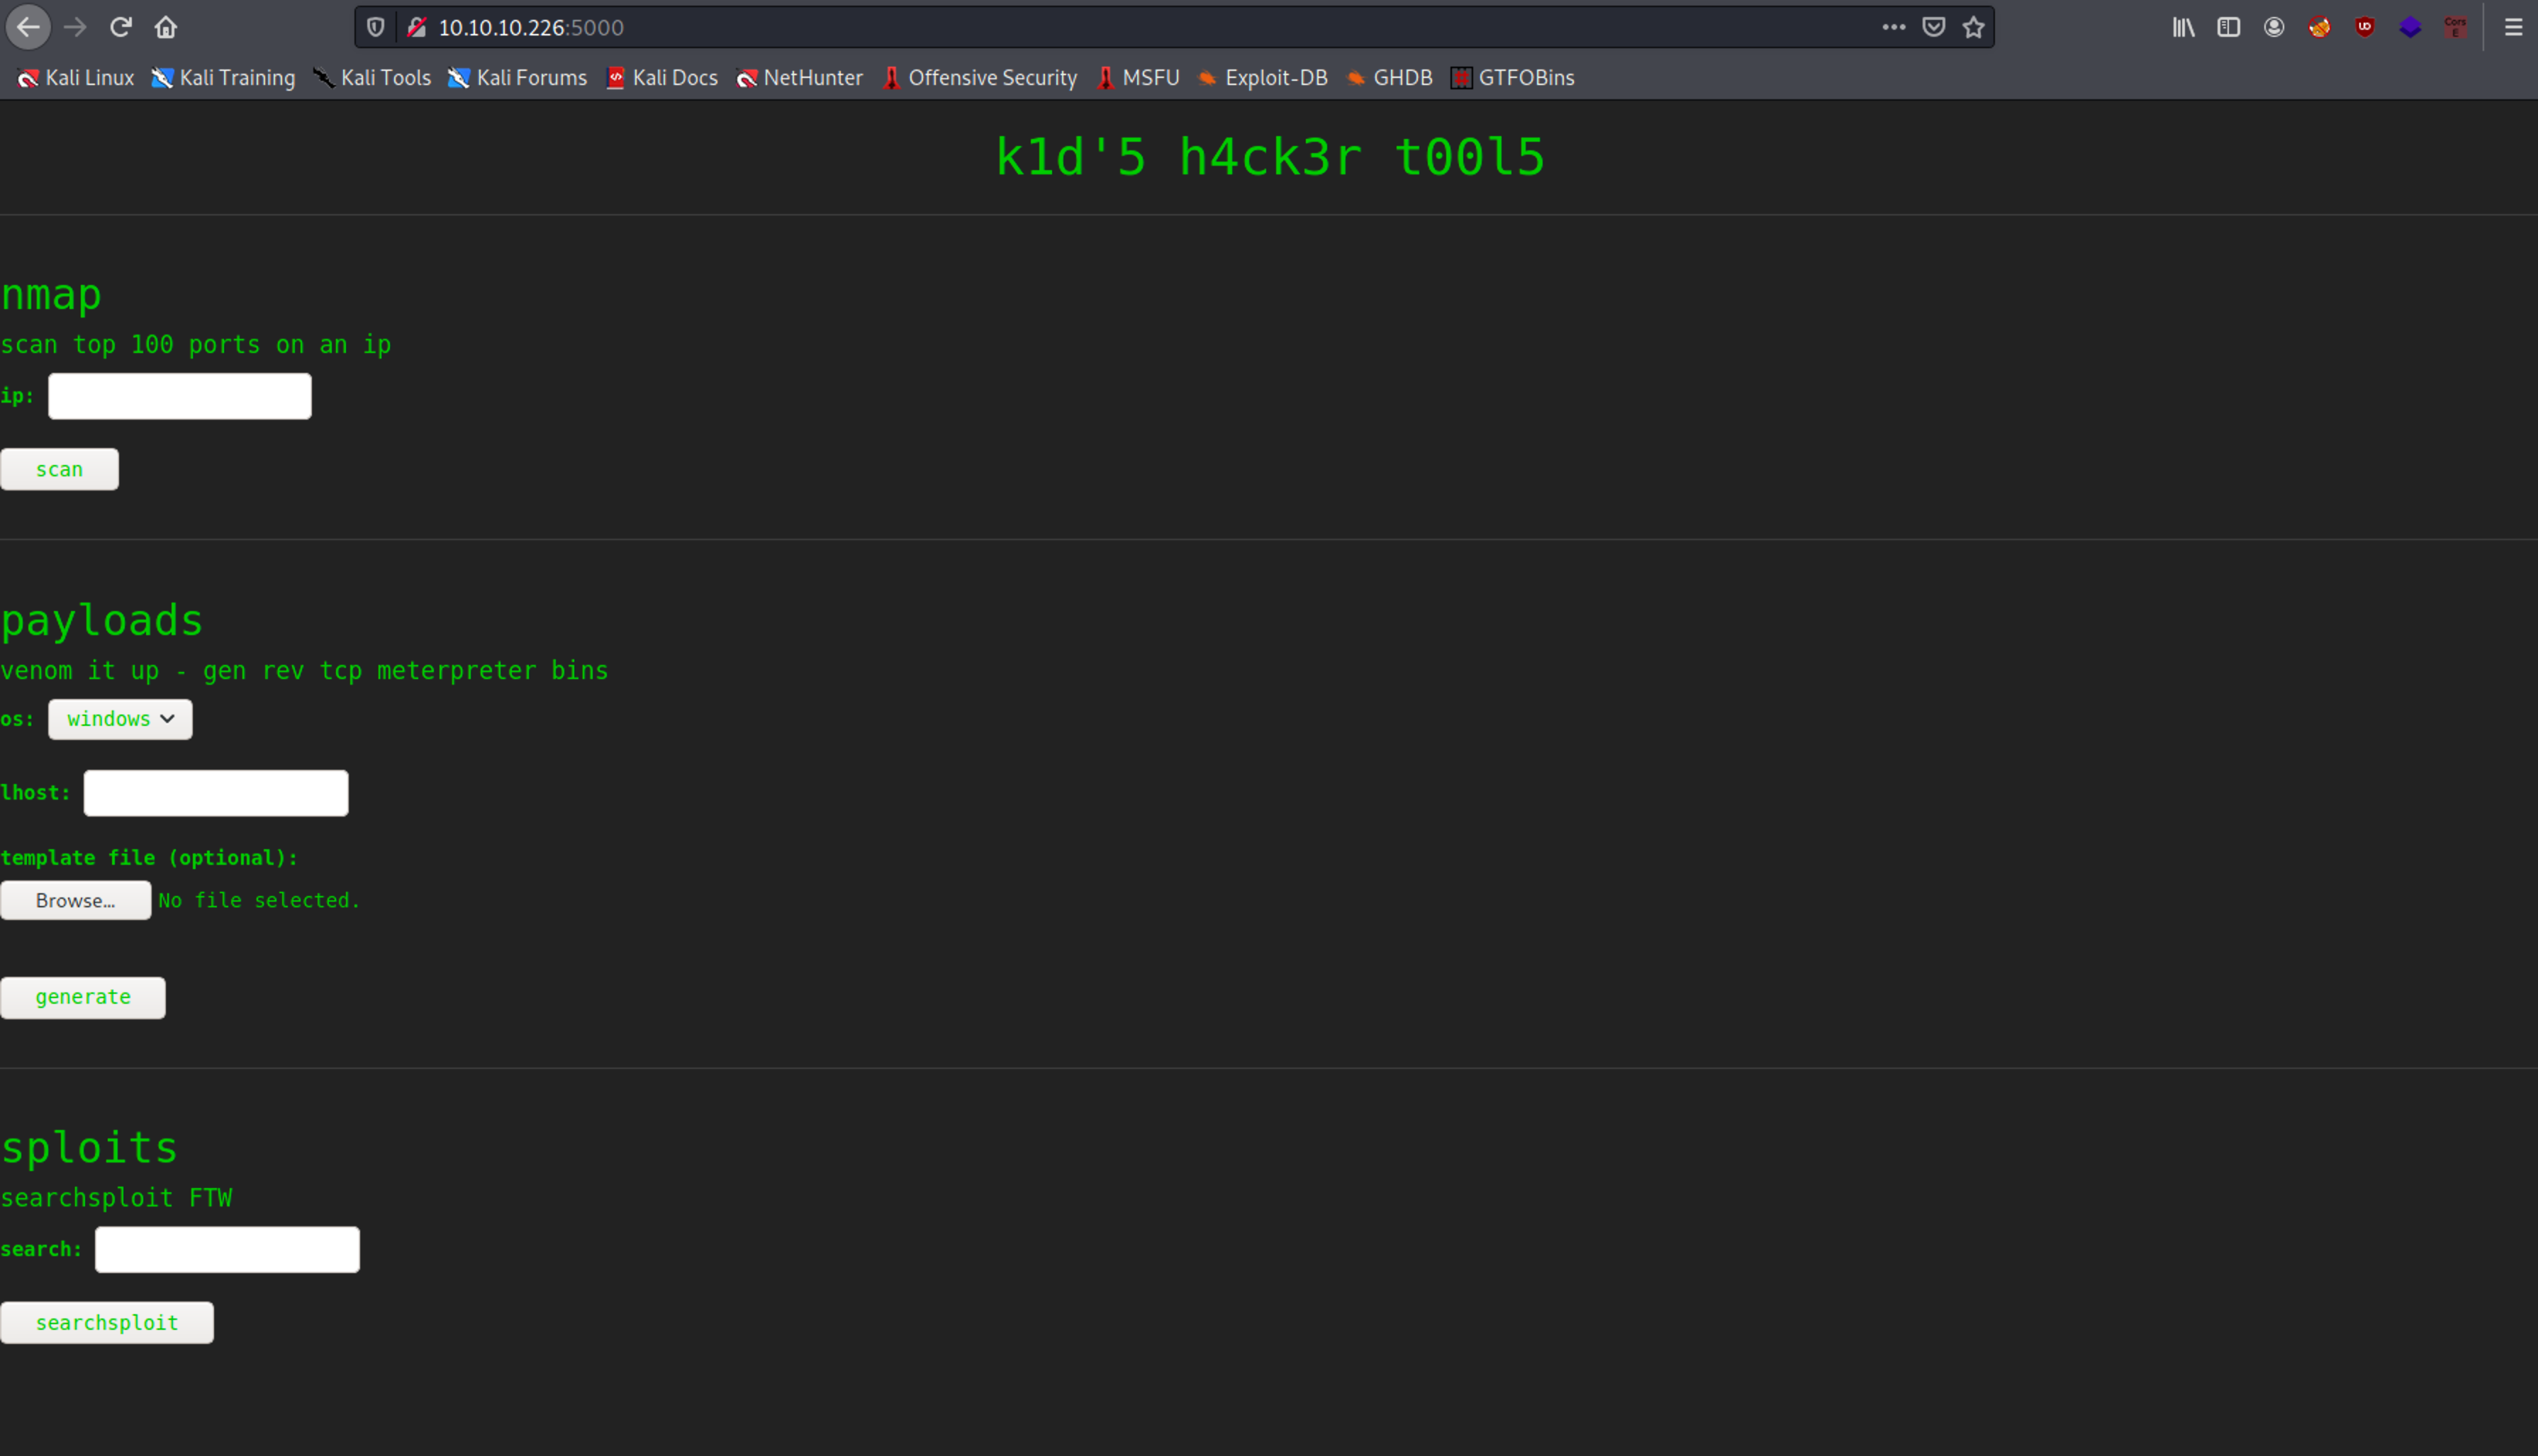 10.10.10.226:5000
Cors E
Kali Linux Kali Training Kali Tools Kali Forums Kali Docs NetHunter Offensive Security MSFU Exploit-DB GHDB GTFOBins
k1d'5 h4ck3r t00l5
nmap
scan top 100 ports on an ip
ip:
scan
payloads
venom it up - gen rev tcp meterpreter bins
os: windows
lhost:
template file (optional):
Browse... No file selected.
generate
sploits
searchsploit FTW
search:
searchsploit